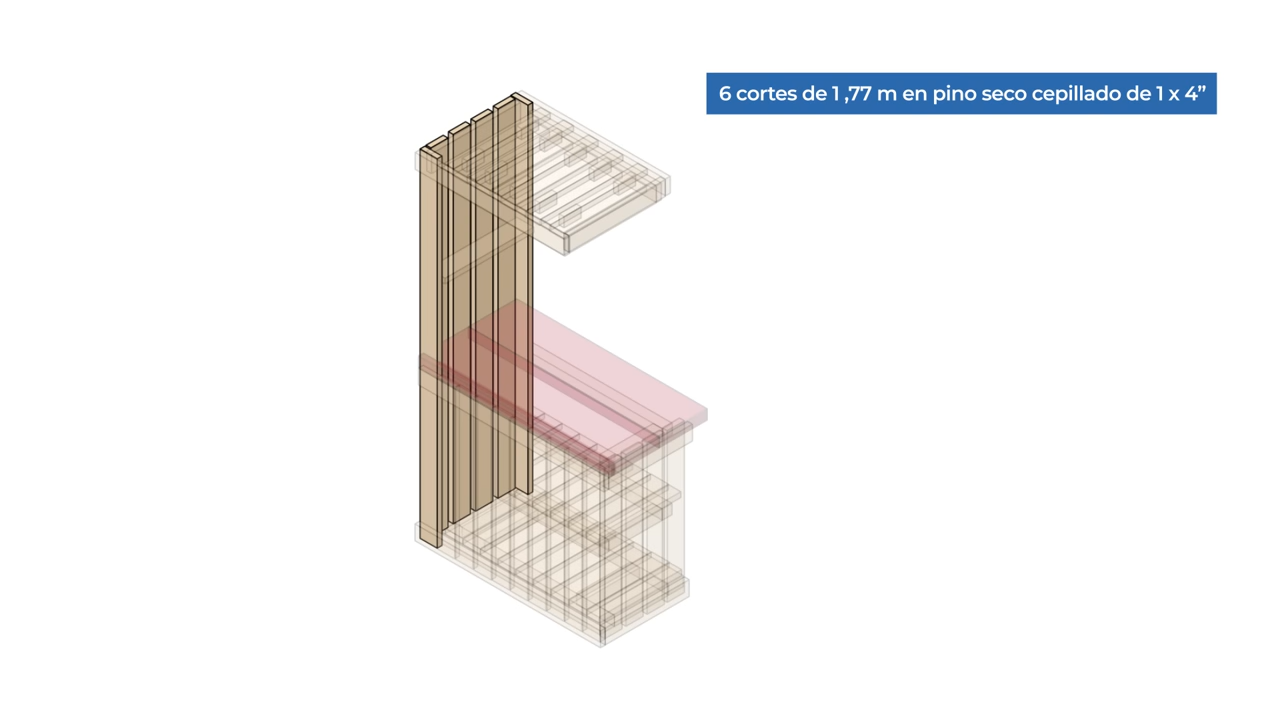 6 cortes de 1 ,77 m en pino seco cepillado de 1 x 4”